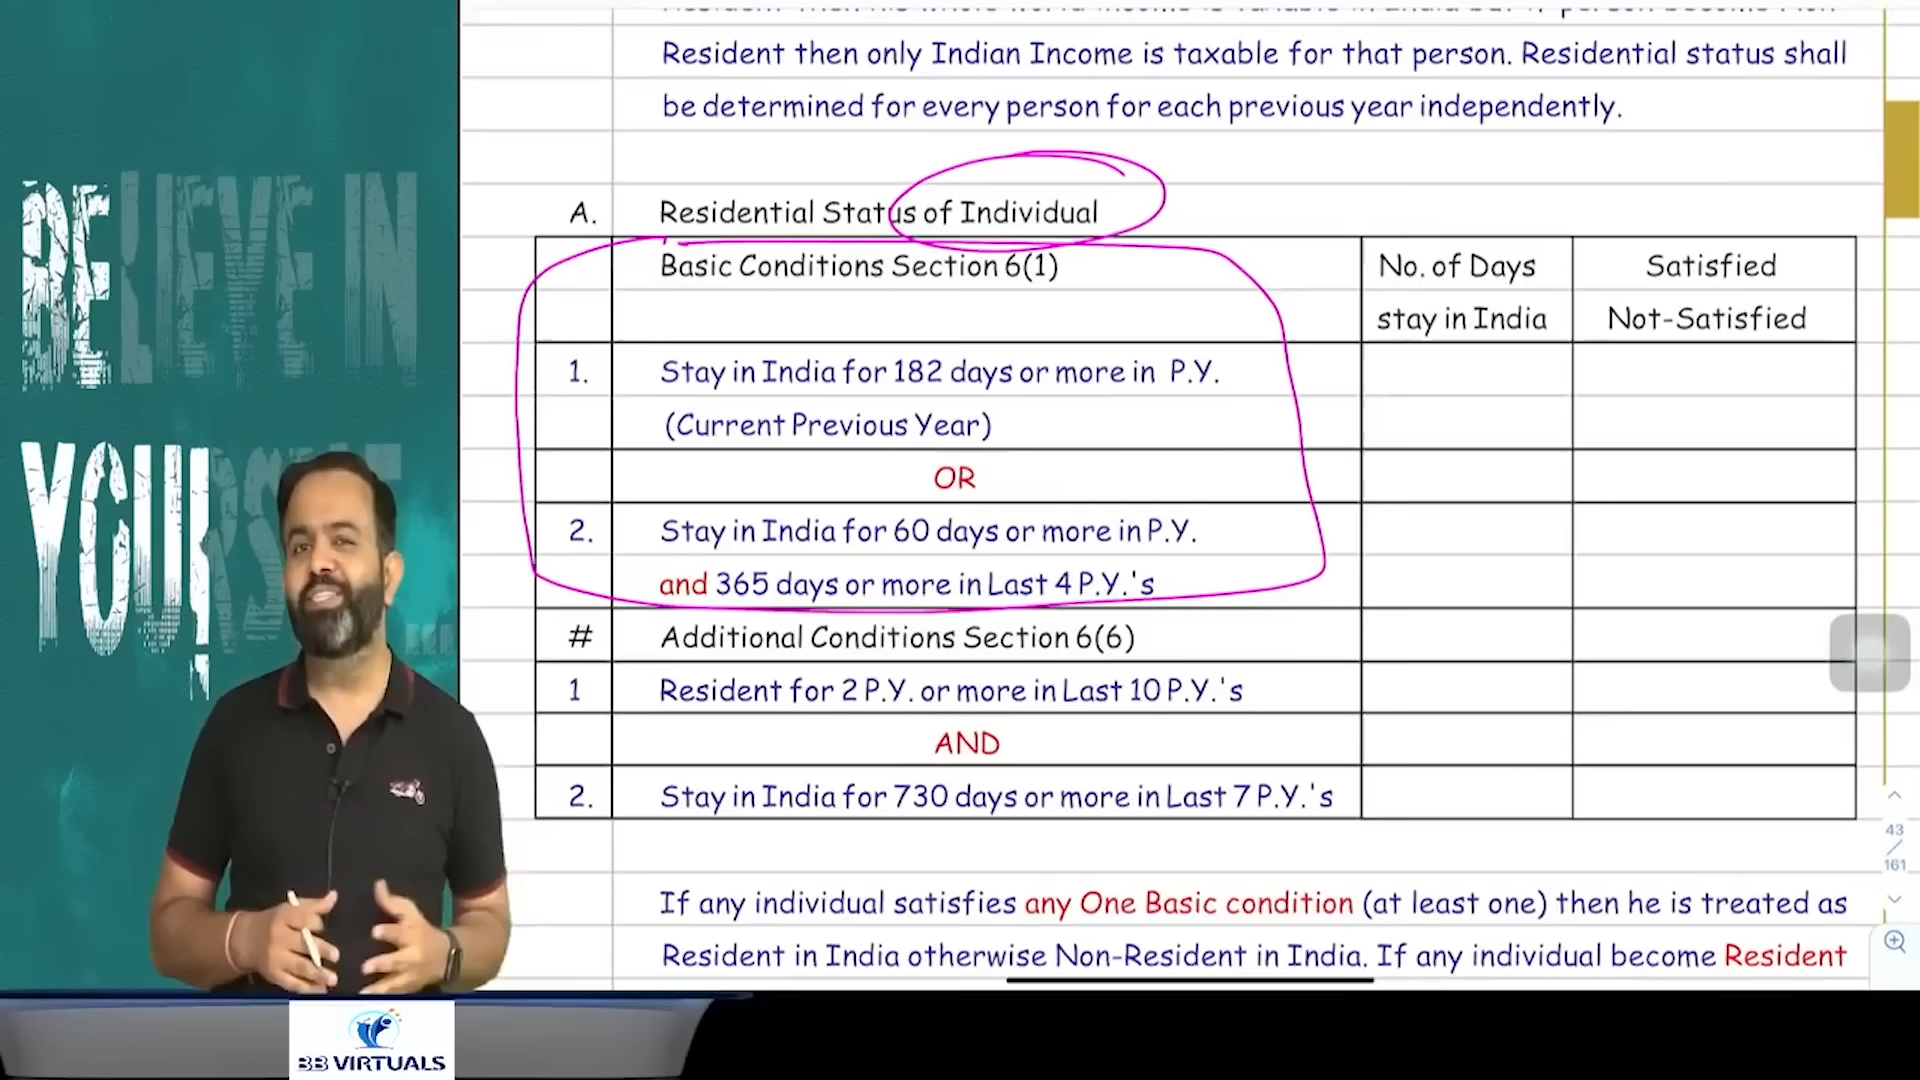 BELIEVE IN
YOURS
Resident then only Indian Income is taxable for that person. Residential status shall
be determined for every person for each previous year independently.
A. Residential Status of Individual
Basic Conditions Section 6(1) No. of Days Satisfied
stay in India Not-Satisfied
1. Stay in India for 182 days or more in P.Y.
(Current Previous Year)
OR
2. Stay in India for 60 days or more in P.Y.
and 365 days or more in Last 4 P.Y.'s
# Additional Conditions Section 6(6)
1 Resident for 2 P.Y. or more in Last 10 P.Y.'s
AND
2. Stay in India for 730 days or more in Last 7 P.Y.'s
43
/
161
If any individual satisfies any One Basic condition (at least one) then he is treated as
Resident in India otherwise Non-Resident in India. If any individual become Resident
BB VIRTUALS